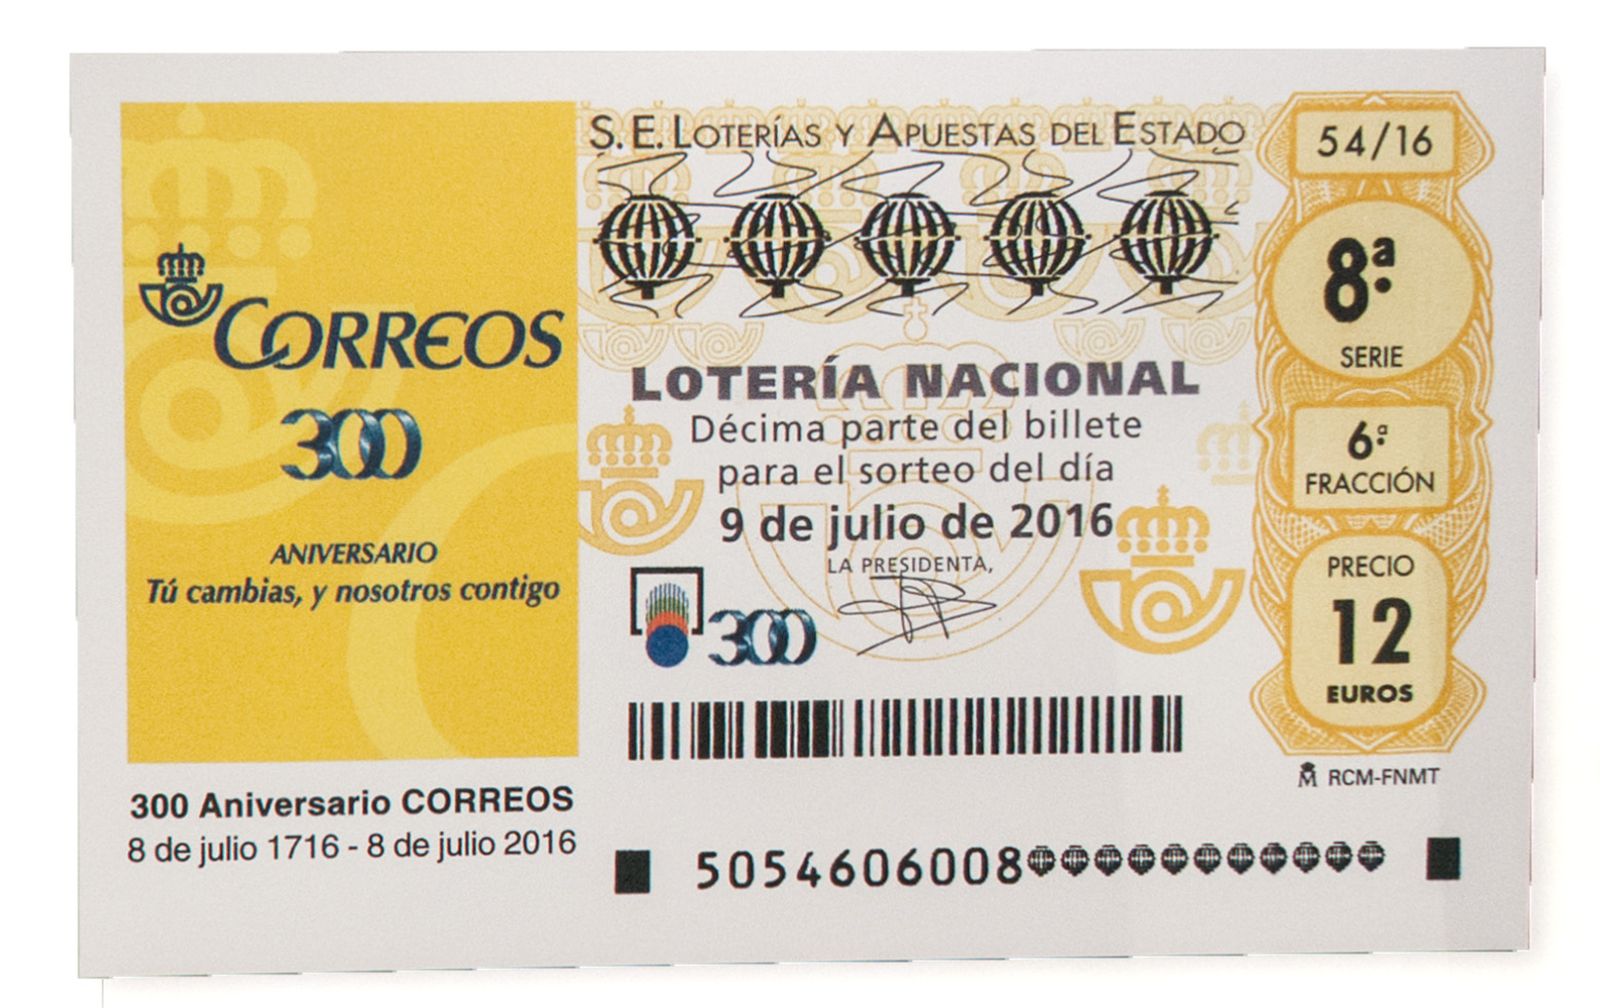 CORREOS
300
ANIVERSARIO
Tú cambias, y nosotros contigo
300 Aniversario CORREOS
8 de julio 1716 - 8 de julio 2016
S.E. LOTERÍAS Y APUESTAS DEL ESTADO
LOTERÍA NACIONAL
Décima parte del billete
para el sorteo del día
9 de julio de 2016
LA PRESIDENTA,
300
5054606008
54/16
8ª
SERIE
6ª
FRACCIÓN
PRECIO
12
EUROS
RCM-FNMT